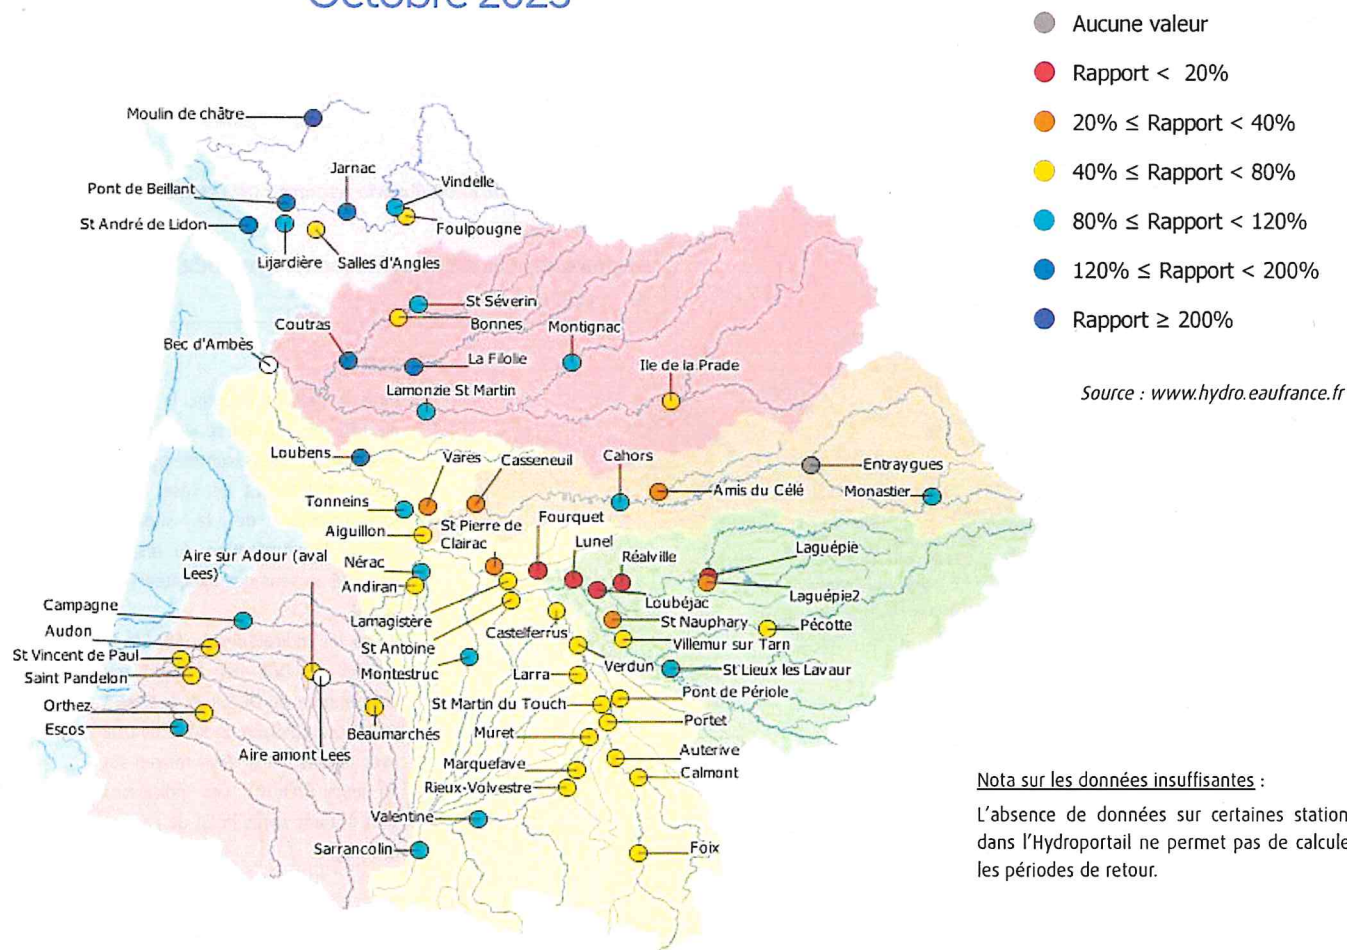 Octobre 2025
Aucune valeur
Rapport < 20%
20% ≤ Rapport < 40%
40% ≤ Rapport < 80%
80% ≤ Rapport < 120%
120% ≤ Rapport < 200%
Rapport ≥ 200%
Source : www.hydro.eaufrance.fr
Moulin de châtre
Jarnac
Pont de Beillant
Vindelle
St André de Lidon
Foulpougne
Lijardière
Salles d'Angles
St Séverin
Coutras
Bonnes
Montignac
Bec d'Ambès
La Filolie
Ile de la Prade
Lamonzie St Martin
Loubens
Vares
Casseneuil
Cahors
Entraygues
Tonneins
Amis du Célé
Monastier
Aiguillon
St Pierre de
Clairac
Fourquet
Lunel
Laguépie
Aire sur Adour (aval
Lees)
Nérac
Réalville
Andiran
Laguépie2
Loubéjac
Campagne
Lamagistère
St Nauphary
Pécotte
Audon
Castelferrus
St Antoine
Villemur sur Tarn
St Vincent de Paul
Verdun
St Lieux les Lavaur
Saint Pandelon
Montestruc
Larra
Pont de Périole
Orthez
St Martin du Touch
Portet
Escos
Beaumarchés
Muret
Aire amont Lees
Auterive
Marquefave
Calmont
Rieux-Volvestre
Valentine
Sarrancolin
Foix
Nota sur les données insuffisantes :
L'absence de données sur certaines station
dans l'Hydroportail ne permet pas de calcule
les périodes de retour.